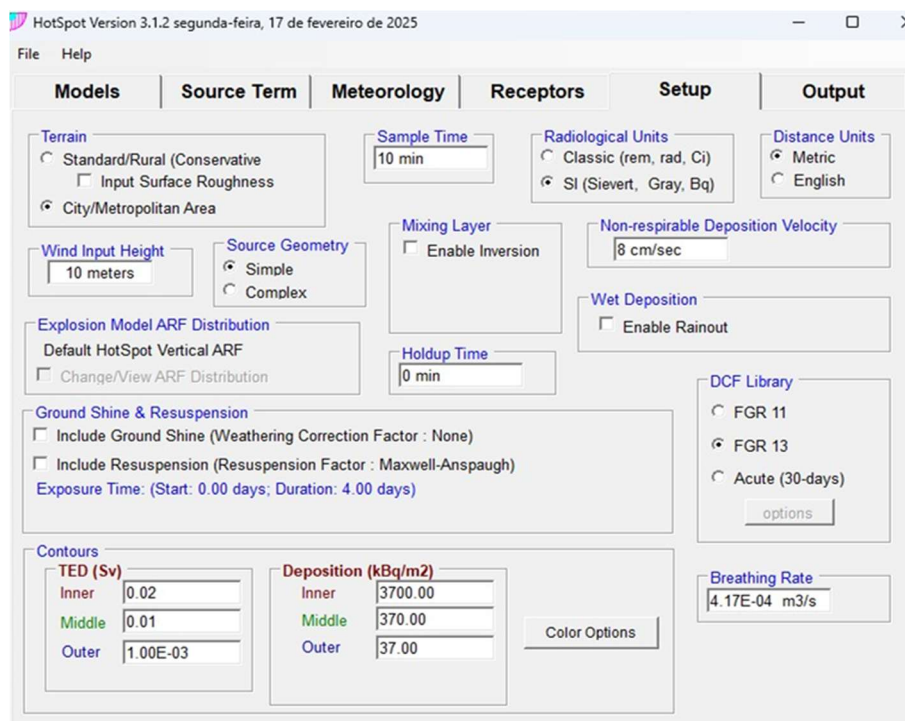 HotSpot Version 3.1.2 segunda-feira, 17 de fevereiro de 2025
File Help
Models Source Term Meteorology Receptors Setup Output
Terrain
Standard/Rural (Conservative
Input Surface Roughness
City/Metropolitan Area
Sample Time
10 min
Radiological Units
Classic (rem, rad, Ci)
SI (Sievert, Gray, Bq)
Distance Units
Metric
English
Wind Input Height
10 meters
Source Geometry
Simple
Complex
Mixing Layer
Enable Inversion
Non-respirable Deposition Velocity
8 cm/sec
Wet Deposition
Enable Rainout
Explosion Model ARF Distribution
Default HotSpot Vertical ARF
Change/View ARF Distribution
Holdup Time
0 min
DCF Library
FGR 11
FGR 13
Acute (30-days)
options
Ground Shine & Resuspension
Include Ground Shine (Weathering Correction Factor : None)
Include Resuspension (Resuspension Factor : Maxwell-Anspaugh)
Exposure Time: (Start: 0.00 days; Duration: 4.00 days)
Contours
TED (Sv)
Inner 0.02
Middle 0.01
Outer 1.00E-03
Deposition (kBq/m2)
Inner 3700.00
Middle 370.00
Outer 37.00
Color Options
Breathing Rate
4.17E-04 m3/s